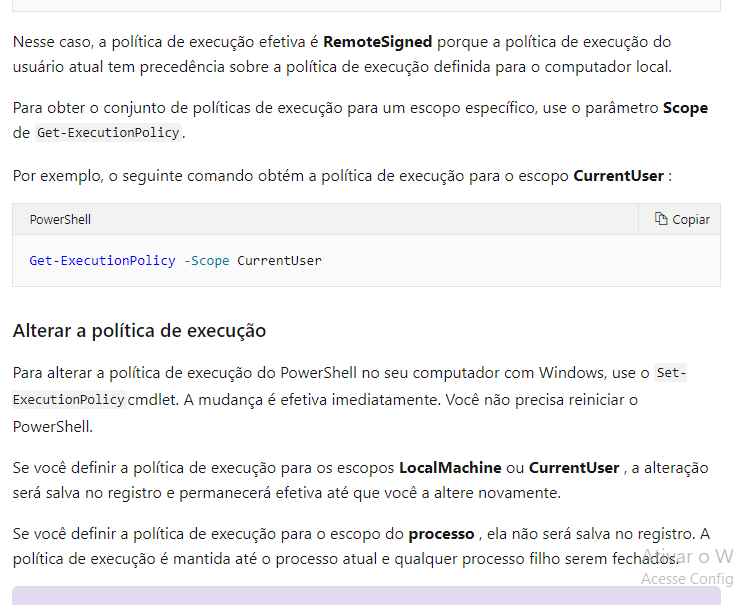 Nesse caso, a política de execução efetiva é RemoteSigned porque a política de execução do
usuário atual tem precedência sobre a política de execução definida para o computador local.
Para obter o conjunto de políticas de execução para um escopo específico, use o parâmetro Scope
de Get-ExecutionPolicy.
Por exemplo, o seguinte comando obtém a política de execução para o escopo CurrentUser :
PowerShell
Copiar
Get-ExecutionPolicy -Scope CurrentUser
Alterar a política de execução
Para alterar a política de execução do PowerShell no seu computador com Windows, use o Set-
ExecutionPolicy cmdlet. A mudança é efetiva imediatamente. Você não precisa reiniciar o
PowerShell.
Se você definir a política de execução para os escopos LocalMachine ou CurrentUser , a alteração
será salva no registro e permanecerá efetiva até que você a altere novamente.
Se você definir a política de execução para o escopo do processo , ela não será salva no registro. A
política de execução é mantida até o processo atual e qualquer processo filho serem fechados.
Ativar o W
Acesse Config